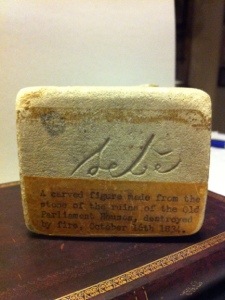 A carved figure made from the
stone of the ruins of the old
Parliament Houses, destroyed
by fire, October 16th 1834.